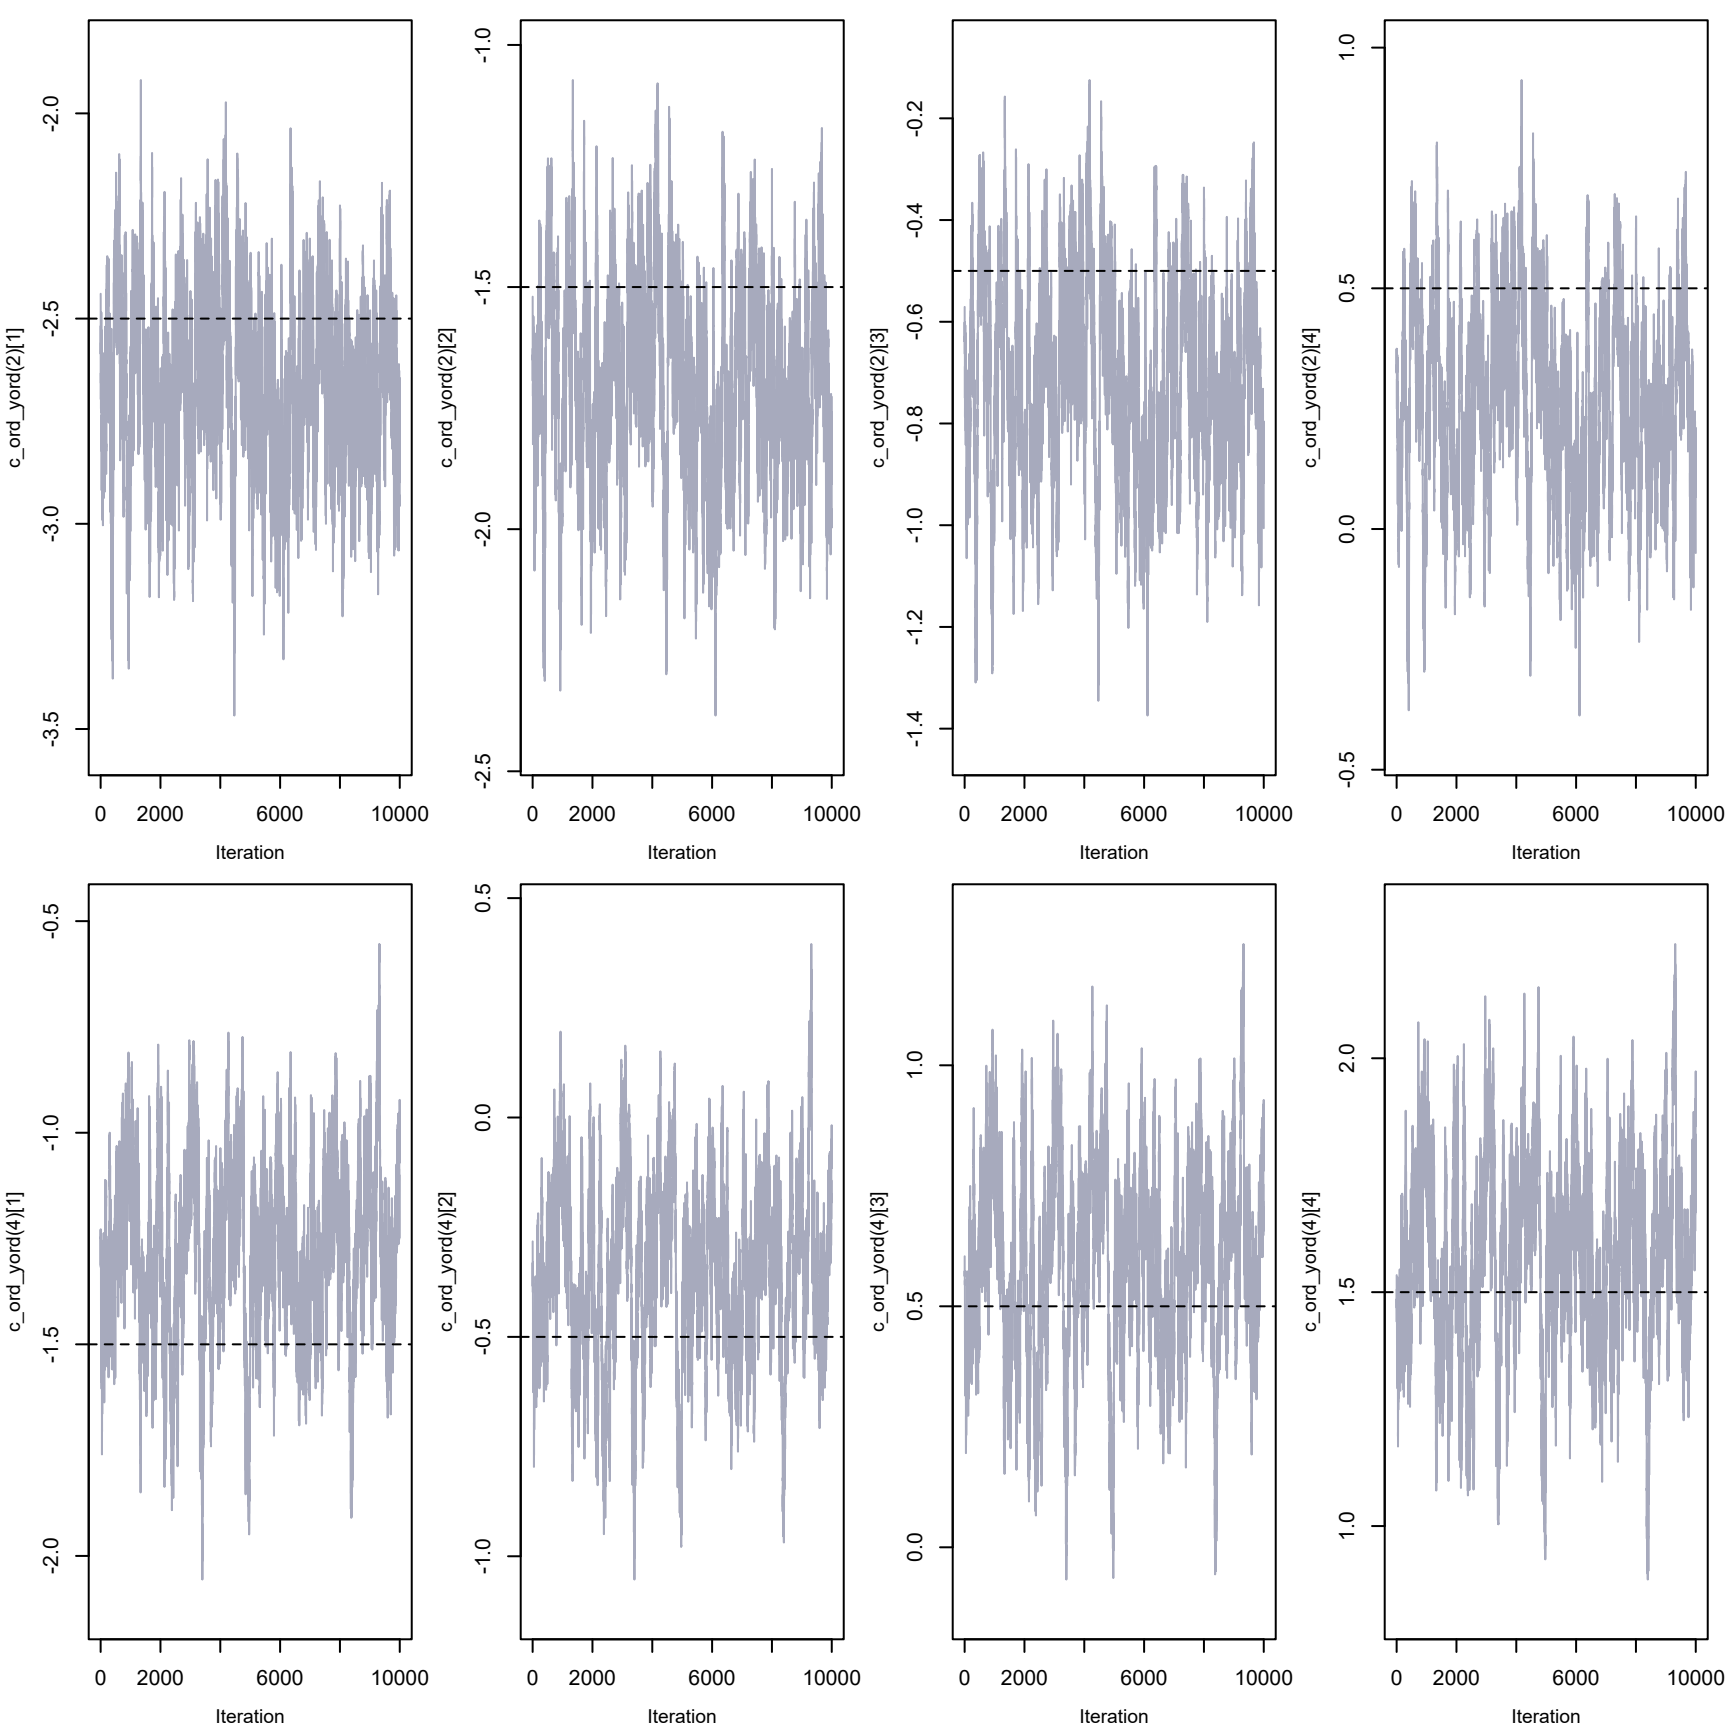 c_ord_yord(2)[1]
-2.0
-2.5
-3.0
-3.5
0 2000 6000 10000
Iteration
c_ord_yord(2)[2]
-1.0
-1.5
-2.0
-2.5
0 2000 6000 10000
Iteration
c_ord_yord(2)[3]
-0.2
-0.4
-0.6
-0.8
-1.0
-1.2
-1.4
0 2000 6000 10000
Iteration
c_ord_yord(2)[4]
1.0
0.5
0.0
-0.5
0 2000 6000 10000
Iteration
c_ord_yord(4)[1]
-0.5
-1.0
-1.5
-2.0
0 2000 6000 10000
Iteration
c_ord_yord(4)[2]
0.5
0.0
-0.5
-1.0
0 2000 6000 10000
Iteration
c_ord_yord(4)[3]
1.0
0.5
0.0
0 2000 6000 10000
Iteration
c_ord_yord(4)[4]
2.0
1.5
1.0
0 2000 6000 10000
Iteration